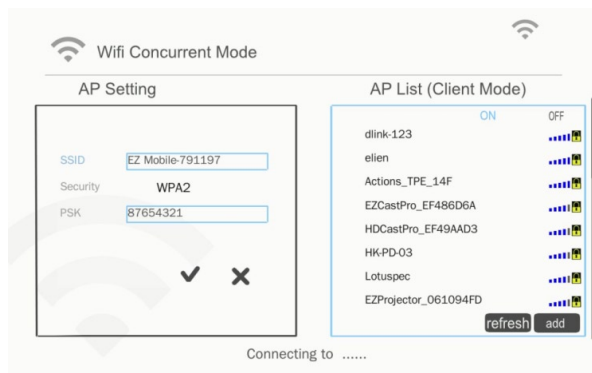 Wifi Concurrent Mode
AP Setting
SSID EZ Mobile-791197
Security WPA2
PSK 87654321
AP List (Client Mode)
ON OFF
dlink-123
elien
Actions_TPE_14F
EZCastPro_EF486D6A
HDCastPro_EF49AAD3
HK-PD-03
Lotuspec
EZProjector_061094FD
refresh add
Connecting to ......